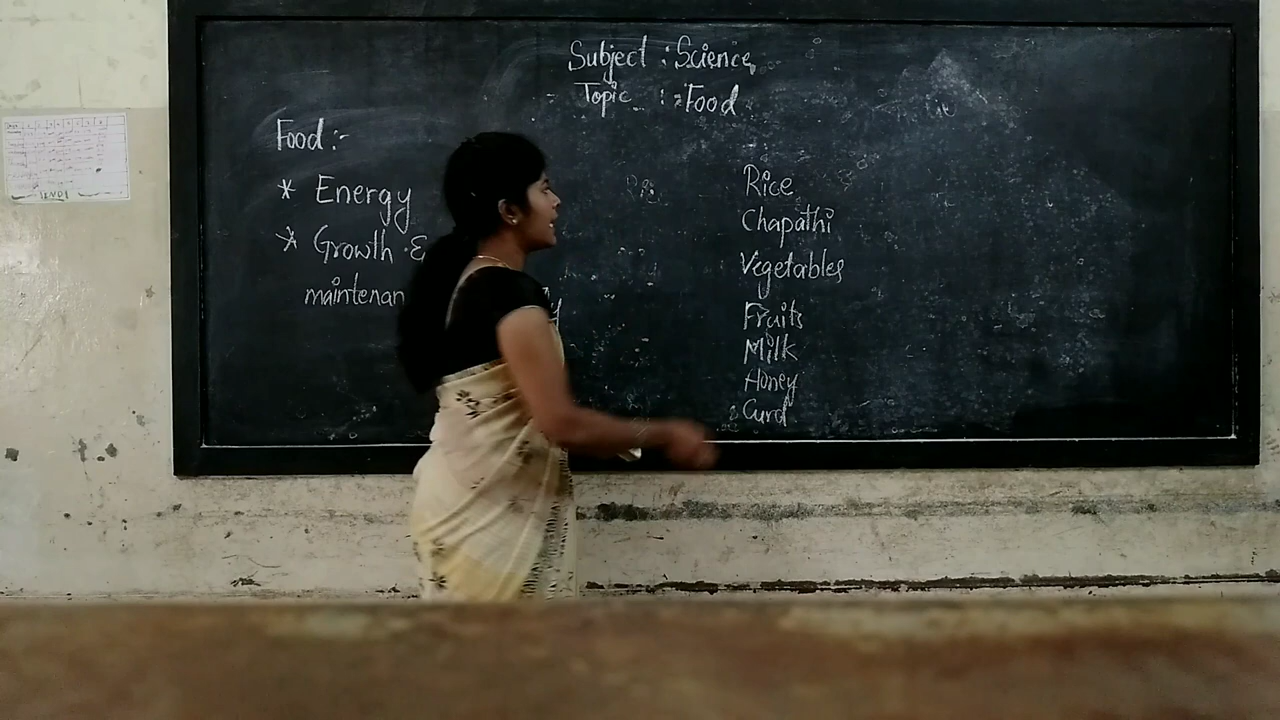 Subject : Science,
Topic : Food
Food :-
* Energy
* Growth &
maintenan
Rice
Chapathi
Vegetables
Fruits
Milk
Honey
Curd